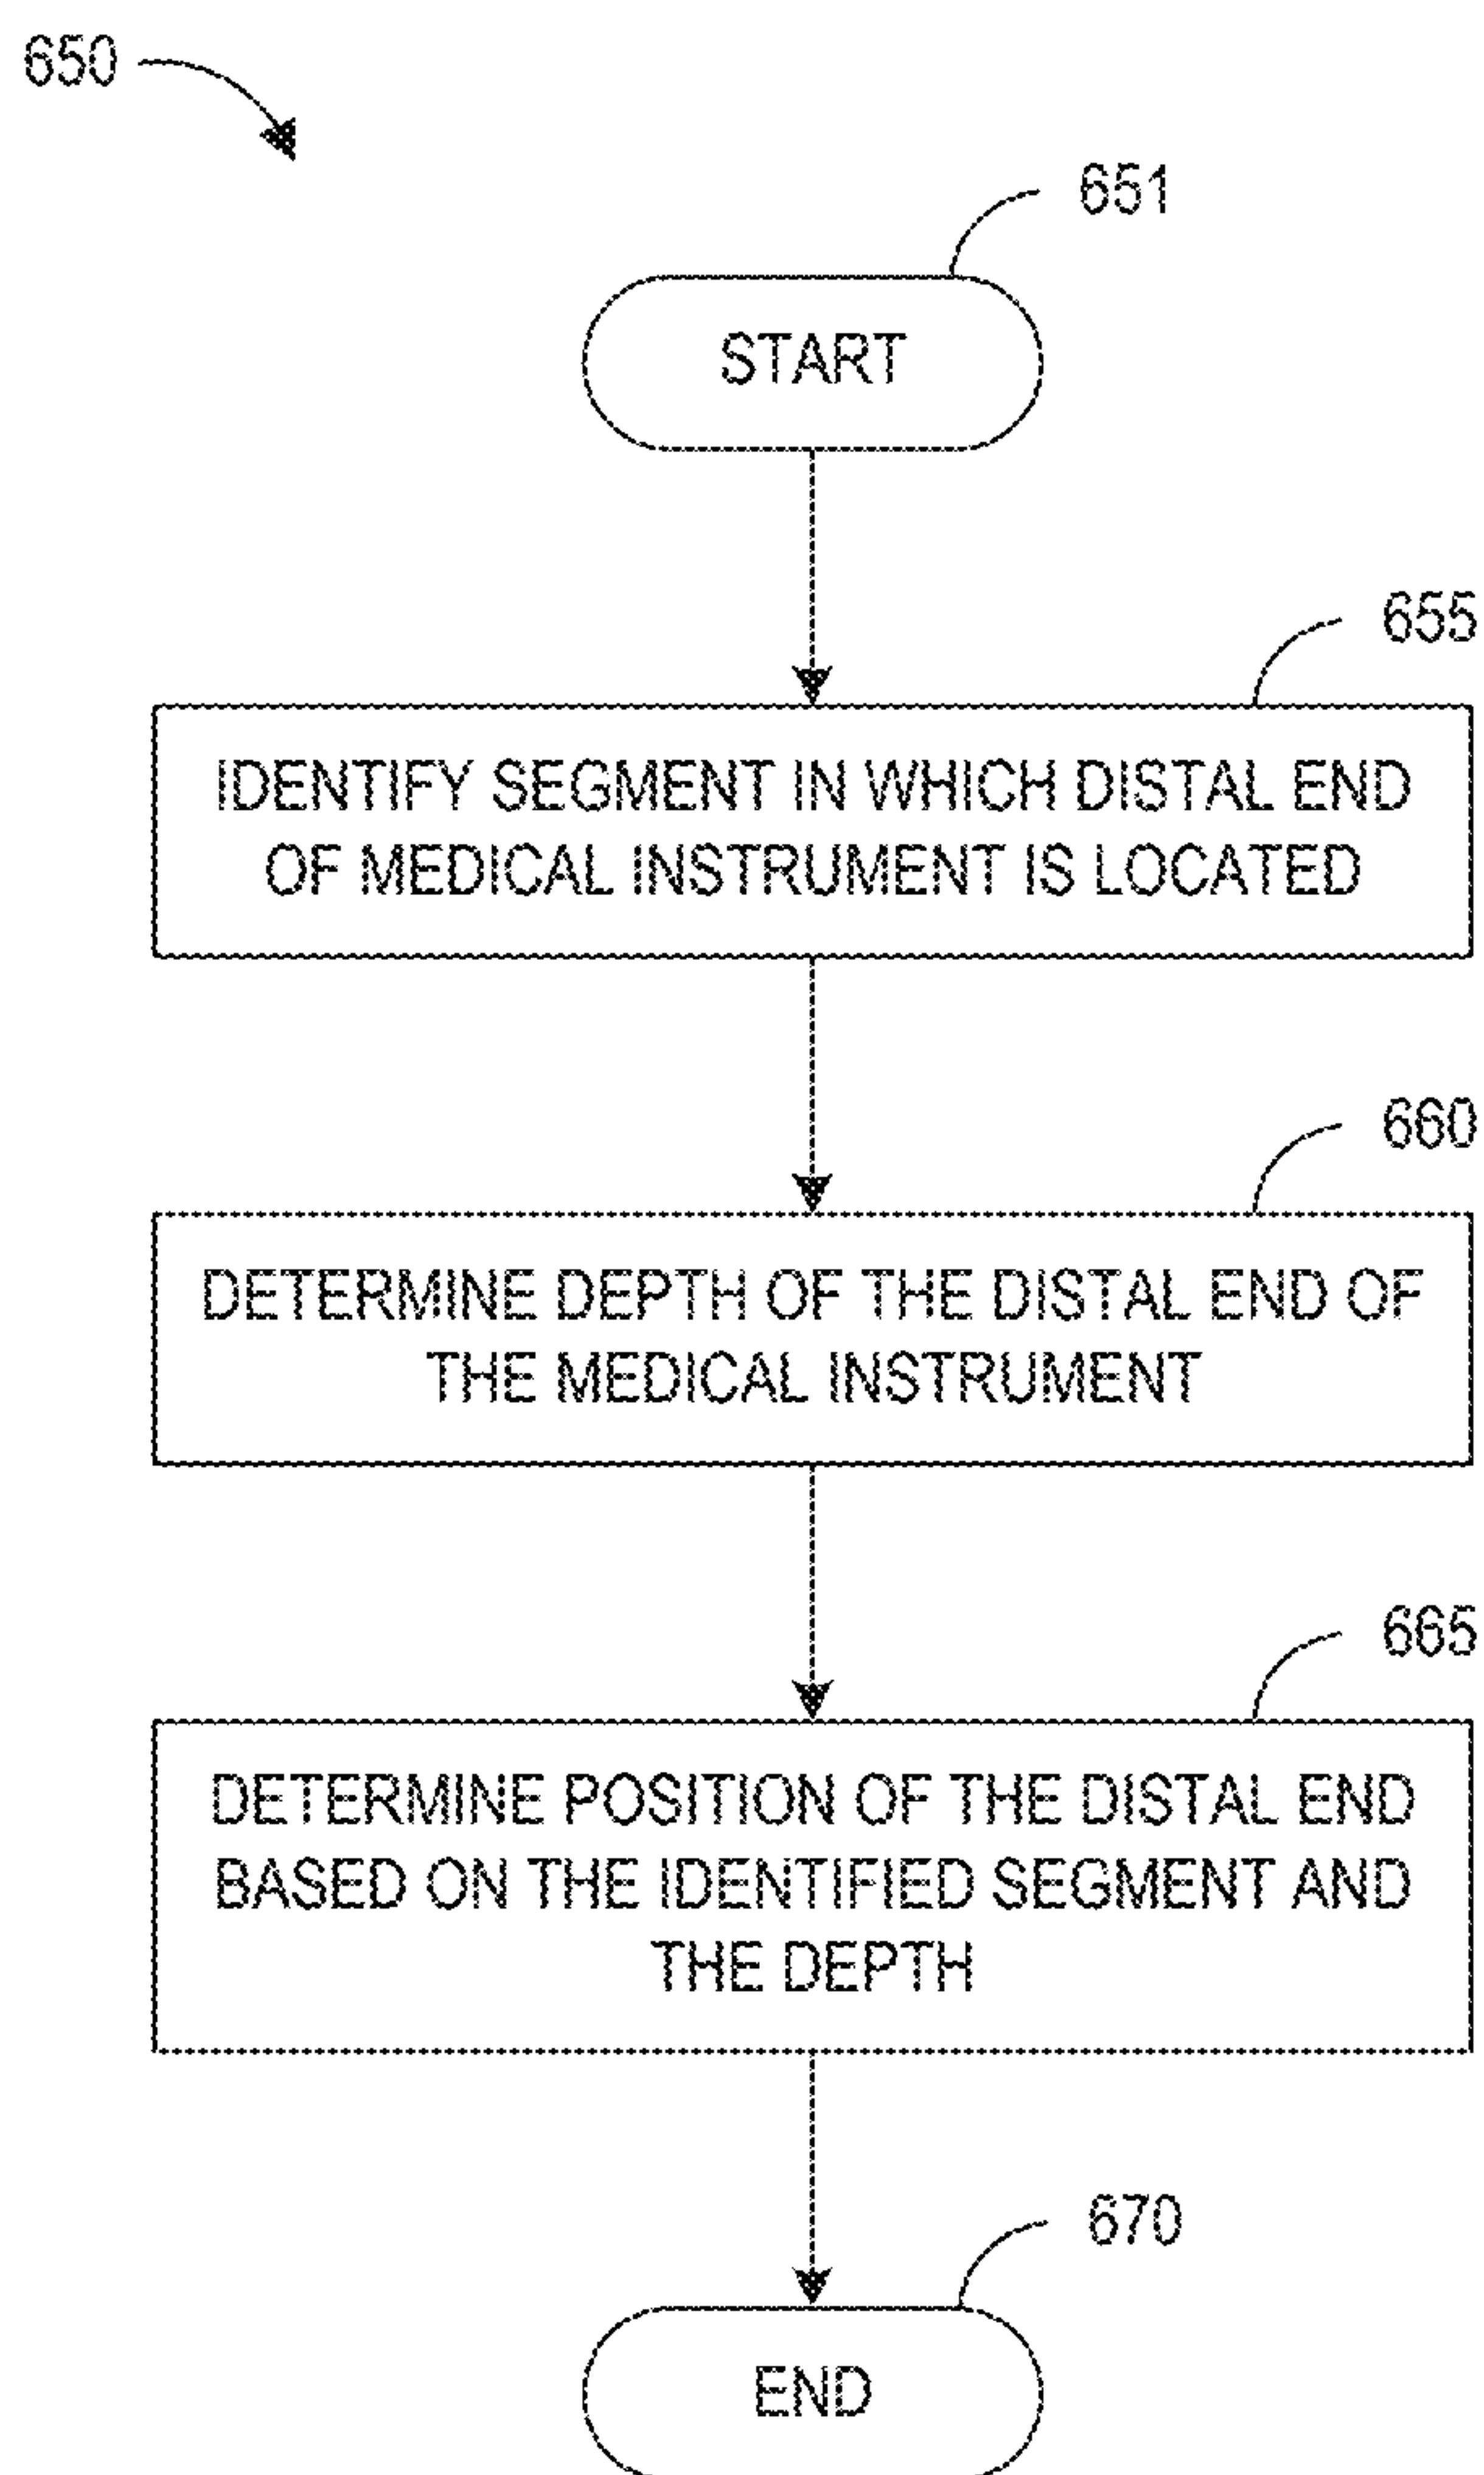 650
651
START
655
IDENTIFY SEGMENT IN WHICH DISTAL END
OF MEDICAL INSTRUMENT IS LOCATED
660
DETERMINE DEPTH OF THE DISTAL END OF
THE MEDICAL INSTRUMENT
665
DETERMINE POSITION OF THE DISTAL END
BASED ON THE IDENTIFIED SEGMENT AND
THE DEPTH
670
END